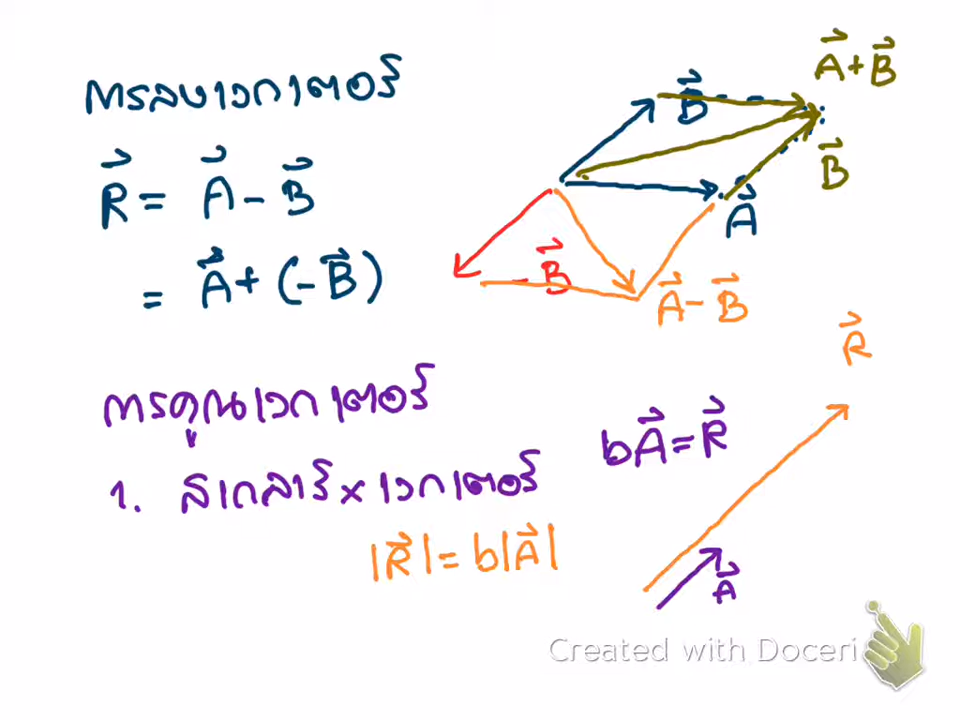 การลบเวกเตอร์
R⃗ = A⃗ - B⃗
= A⃗ + (-B⃗)
B⃗
A⃗+B⃗
B⃗
A⃗
-B⃗
A⃗-B⃗
R⃗
การคูณเวกเตอร์
bA⃗=R⃗
1. สเกลาร์×เวกเตอร์
|R⃗| = b|A⃗|
A⃗
Created with Doceri